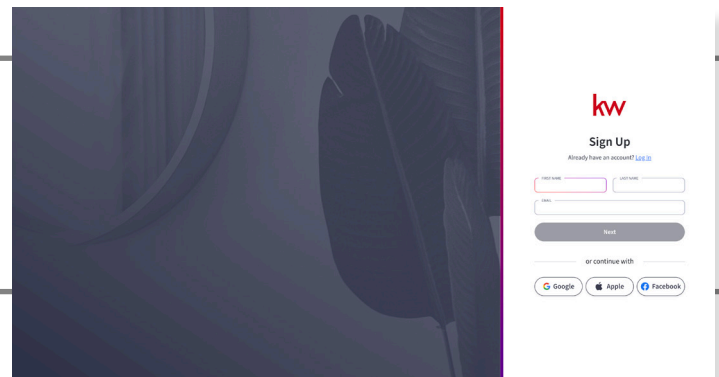 kw
Sign Up
Already have an account? Log in
FIRST NAME LAST NAME
EMAIL
Next
or continue with
Google Apple Facebook